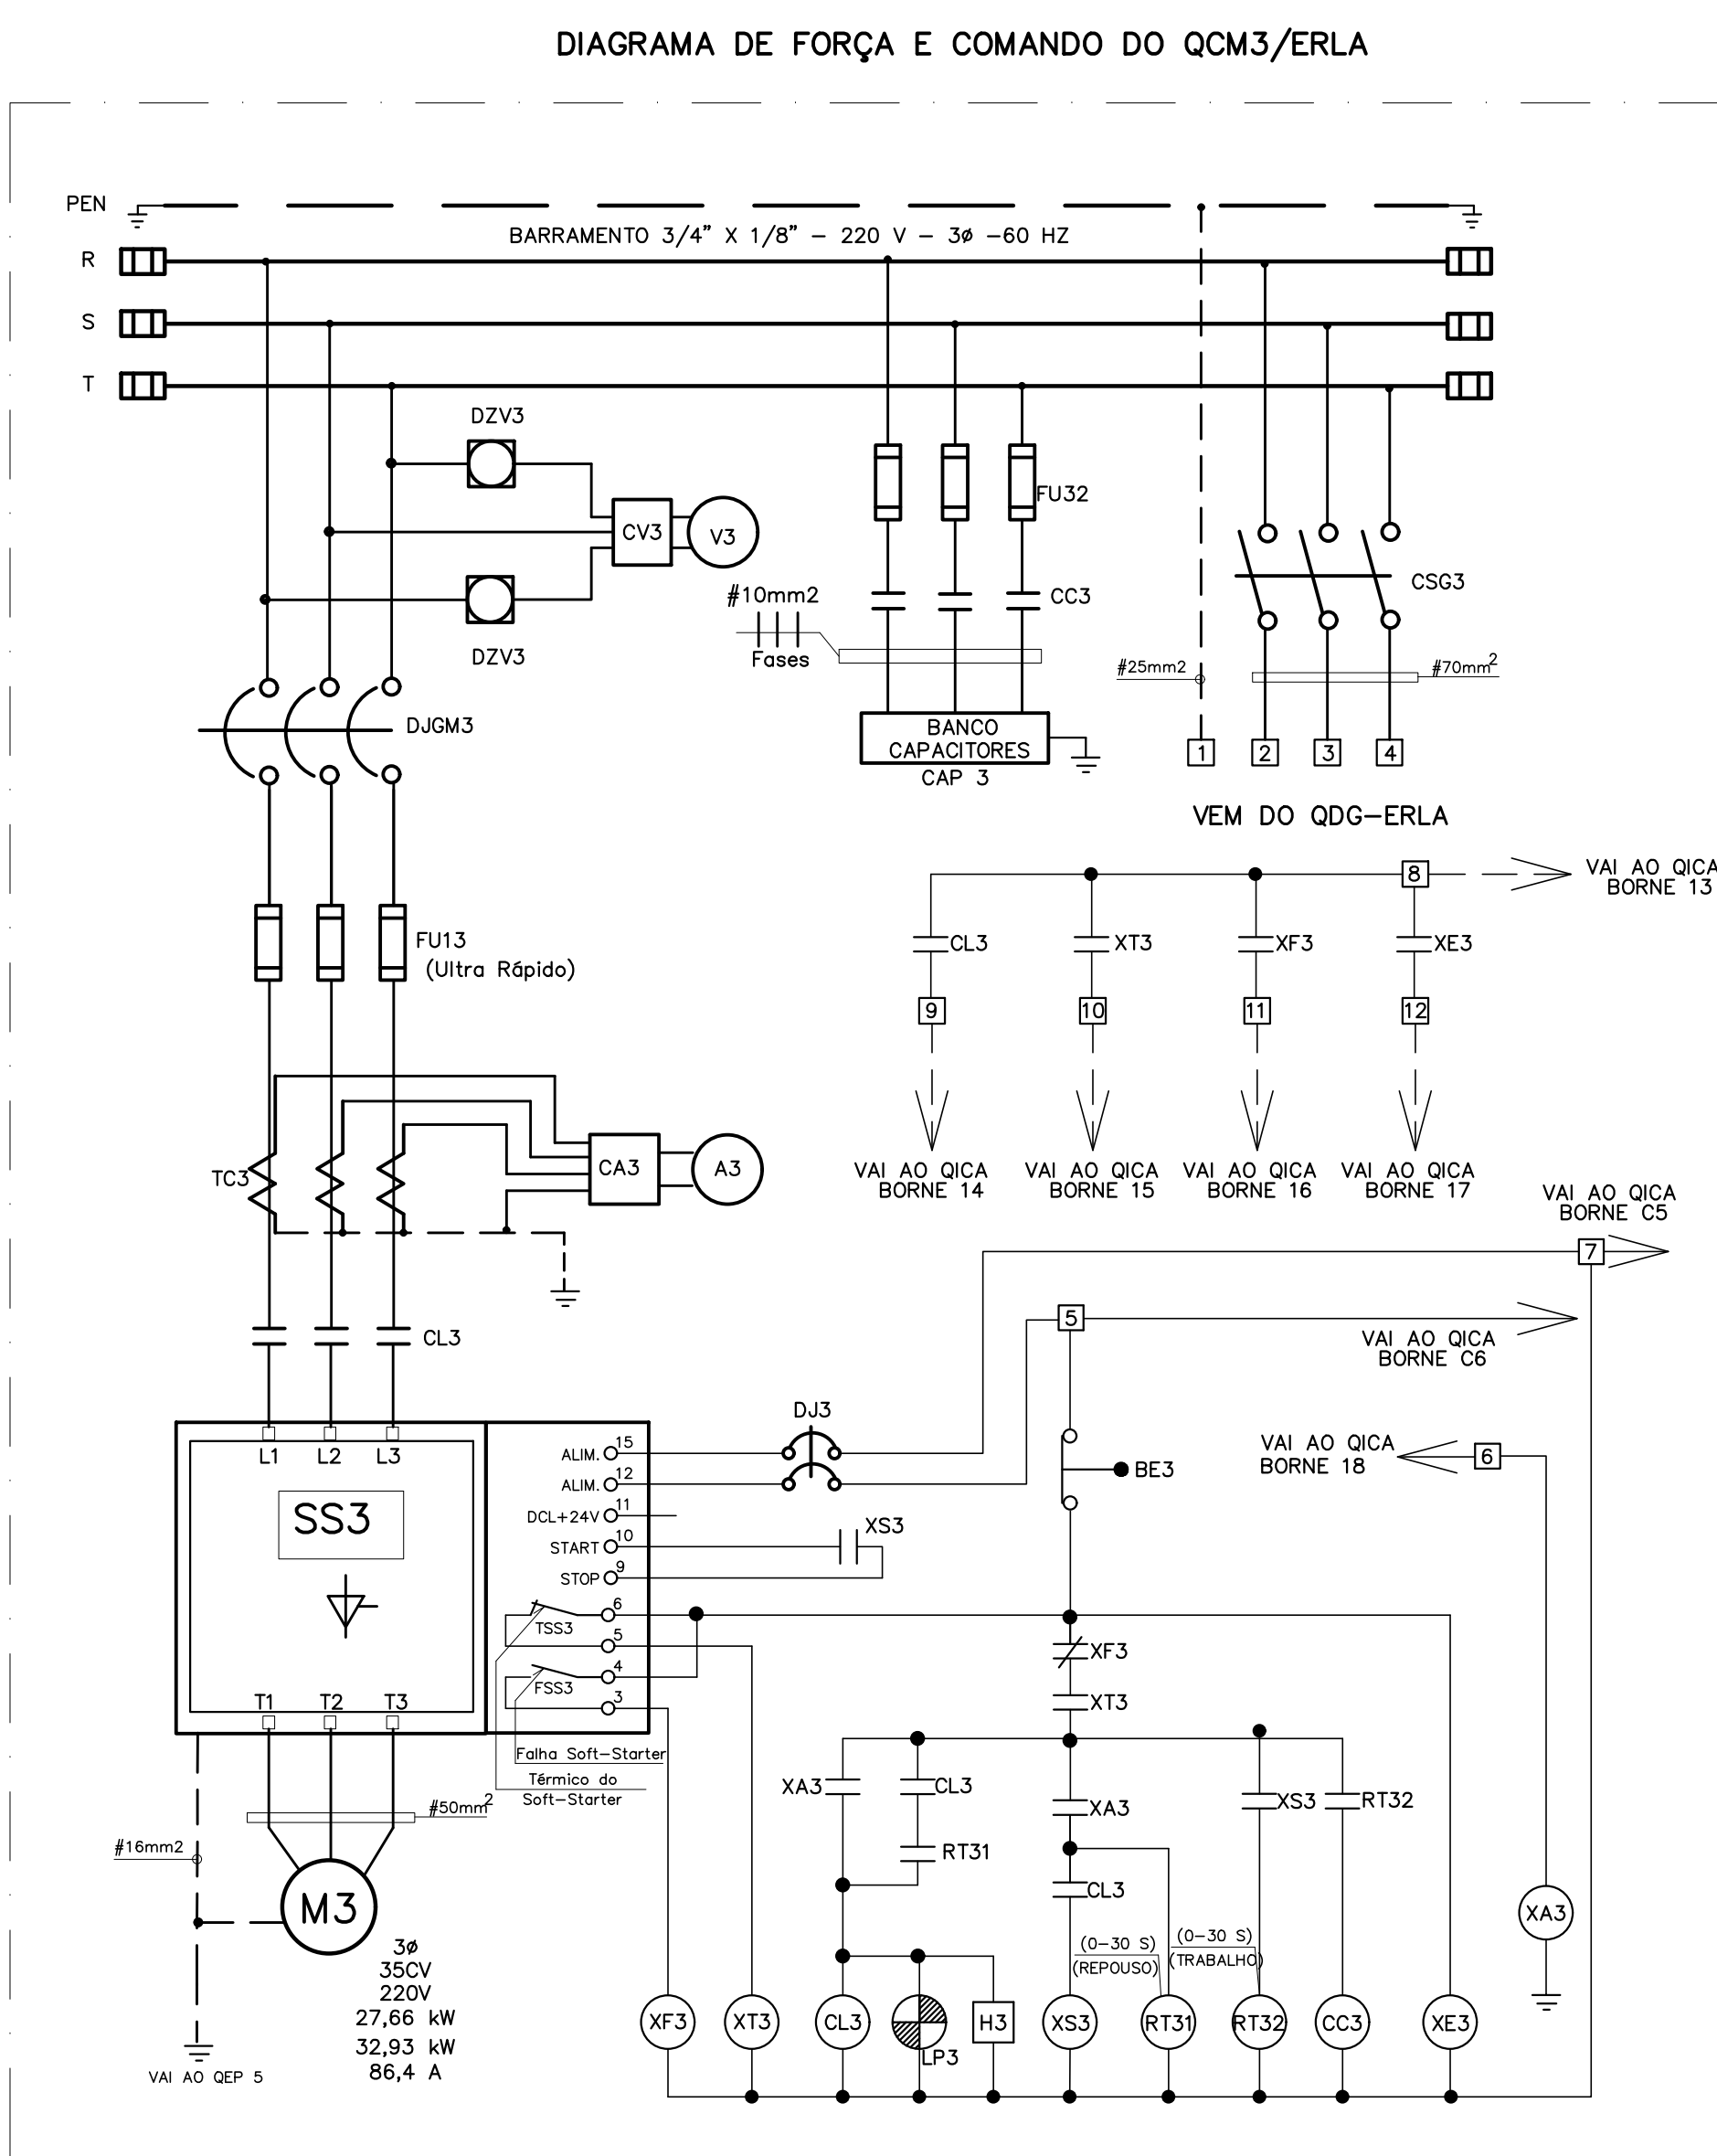 DIAGRAMA DE FORÇA E COMANDO DO QCM3/ERLA
PEN
BARRAMENTO 3/4" X 1/8" - 220 V - 3ø -60 HZ
R
S
T
DZV3
CV3
V3
DZV3
FU32
#10mm2
Fases
CC3
CSG3
#25mm2
#70mm2
DJGM3
BANCO
CAPACITORES
CAP 3
1
2
3
4
VEM DO QDG-ERLA
8
VAI AO QICA
BORNE 13
FU13
(Ultra Rápido)
CL3
XT3
XF3
XE3
9
10
11
12
VAI AO QICA
BORNE 14
VAI AO QICA
BORNE 15
VAI AO QICA
BORNE 16
VAI AO QICA
BORNE 17
TC3
CA3
A3
VAI AO QICA
BORNE C5
7
CL3
5
VAI AO QICA
BORNE C6
DJ3
L1
L2
L3
SS3
T1
T2
T3
ALIM.
15
ALIM.
12
DCL+24V
11
START
10
STOP
9
XS3
BE3
VAI AO QICA
BORNE 18
6
TSS3
6
5
FSS3
4
3
XF3
XT3
Falha Soft-Starter
Térmico do
Soft-Starter
XA3
CL3
XA3
XS3
RT32
#50mm2
#16mm2
RT31
CL3
M3
(0-30 S)
(REPOUSO)
(0-30 S)
(TRABALHO)
XA3
3ø
35CV
220V
27,66 kW
32,93 kW
86,4 A
XF3
XT3
CL3
LP3
H3
XS3
RT31
RT32
CC3
XE3
VAI AO QEP 5